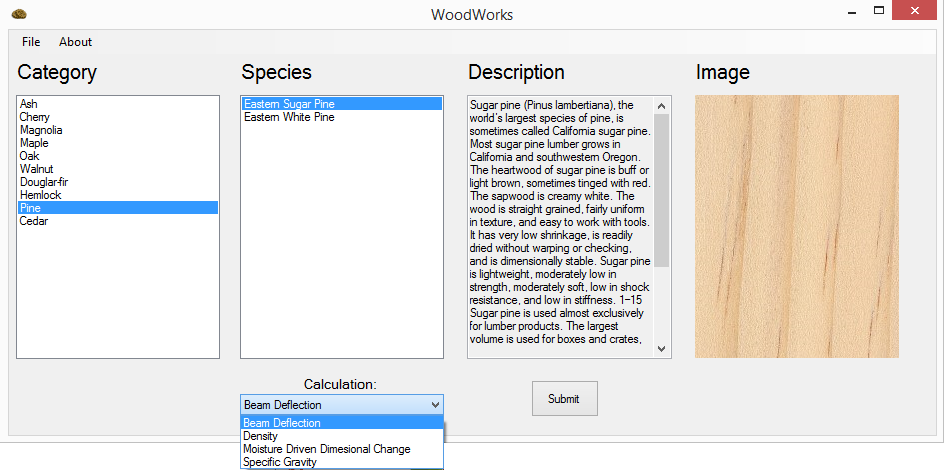 WoodWorks
File About
Category
Species
Description
Image
Ash
Cherry
Magnolia
Maple
Oak
Walnut
Douglar-fir
Hemlock
Pine
Cedar
Eastern Sugar Pine
Eastern White Pine
Sugar pine (Pinus lambertiana), the
world's largest species of pine, is
sometimes called California sugar pine.
Most sugar pine lumber grows in
California and southwestern Oregon.
The heartwood of sugar pine is buff or
light brown, sometimes tinged with red.
The sapwood is creamy white. The
wood is straight grained, fairly uniform
in texture, and easy to work with tools.
It has very low shrinkage, is readily
dried without warping or checking,
and is dimensionally stable. Sugar pine
is lightweight, moderately low in
strength, moderately soft, low in shock
resistance, and low in stiffness. 1-15
Sugar pine is used almost exclusively
for lumber products. The largest
volume is used for boxes and crates,
Calculation:
Beam Deflection
Beam Deflection
Density
Moisture Driven Dimesional Change
Specific Gravity
Submit